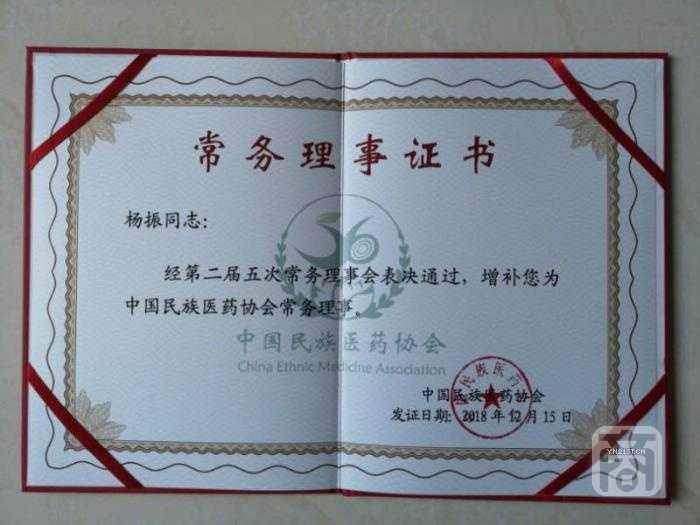 常务理事证书
杨振同志：
经第二届五次常务理事会表决通过，增补您为
中国民族医药协会常务理事。
中国民族医药协会
China Ethnic Medicine Association
中国民族医药协会
发证日期：2018年12月15日
商
YN21ST.CN